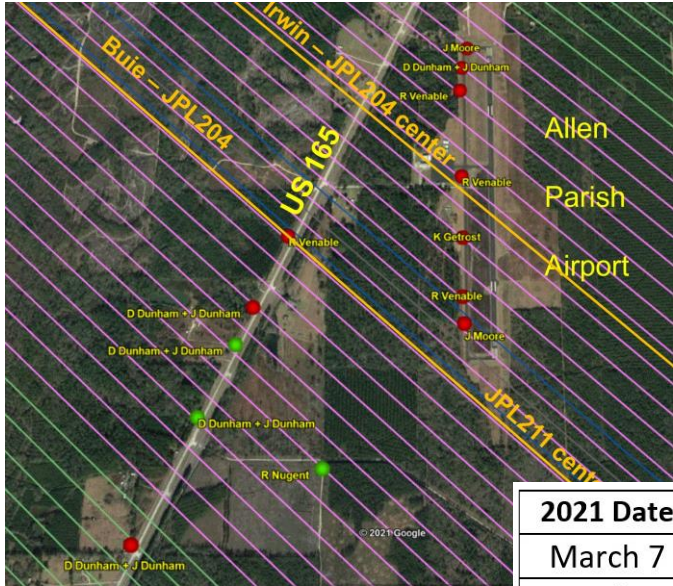 Irwin – JPL204 center
J Moore
D Dunham + J Dunham
Buie – JPL204
R Venable
Allen
US 165
R Venable
Parish
R Venable
K Getrost
Airport
R Venable
D Dunham + J Dunham
J Moore
D Dunham + J Dunham
JPL211 cent
D Dunham + J Dunham
R Nugent
© 2021 Google
2021 Date
March 7
D Dunham + J Dunham